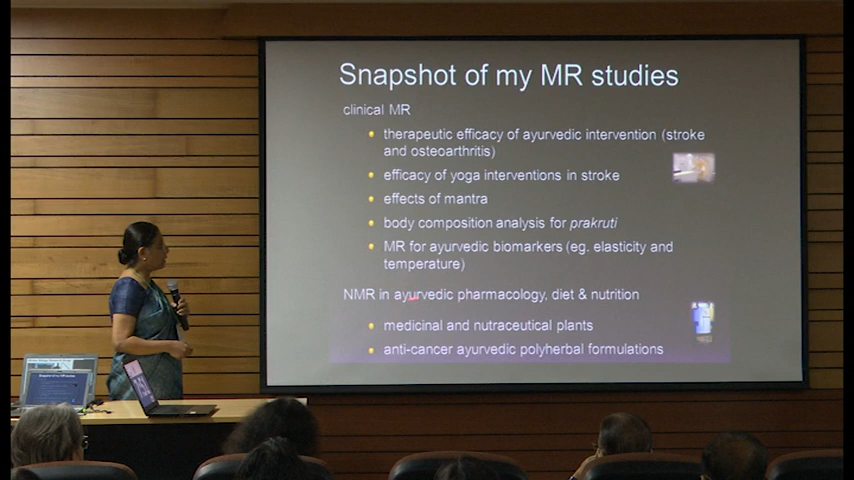 Snapshot of my MR studies
clinical MR
therapeutic efficacy of ayurvedic intervention (stroke
and osteoarthritis)
efficacy of yoga interventions in stroke
effects of mantra
body composition analysis for prakruti
MR for ayurvedic biomarkers (eg. elasticity and
temperature)
NMR in ayurvedic pharmacology, diet & nutrition
medicinal and nutraceutical plants
anti-cancer ayurvedic polyherbal formulations